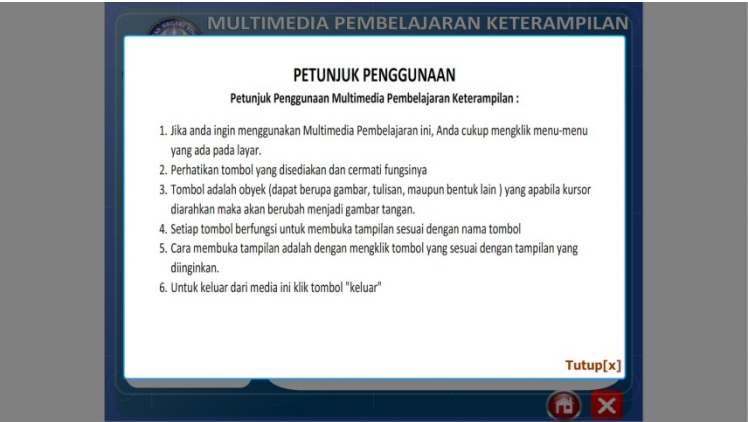 MULTIMEDIA PEMBELAJARAN KETERAMPILAN
PETUNJUK PENGGUNAAN
Petunjuk Penggunaan Multimedia Pembelajaran Keterampilan :
1. Jika anda ingin menggunakan Multimedia Pembelajaran ini, Anda cukup mengklik menu-menu
yang ada pada layar.
2. Perhatikan tombol yang disediakan dan cermati fungsinya
3. Tombol adalah obyek (dapat berupa gambar, tulisan, maupun bentuk lain ) yang apabila kursor
diarahkan maka akan berubah menjadi gambar tangan.
4. Setiap tombol berfungsi untuk membuka tampilan sesuai dengan nama tombol
5. Cara membuka tampilan adalah dengan mengklik tombol yang sesuai dengan tampilan yang
diinginkan.
6. Untuk keluar dari media ini klik tombol "keluar"
Tutup[x]